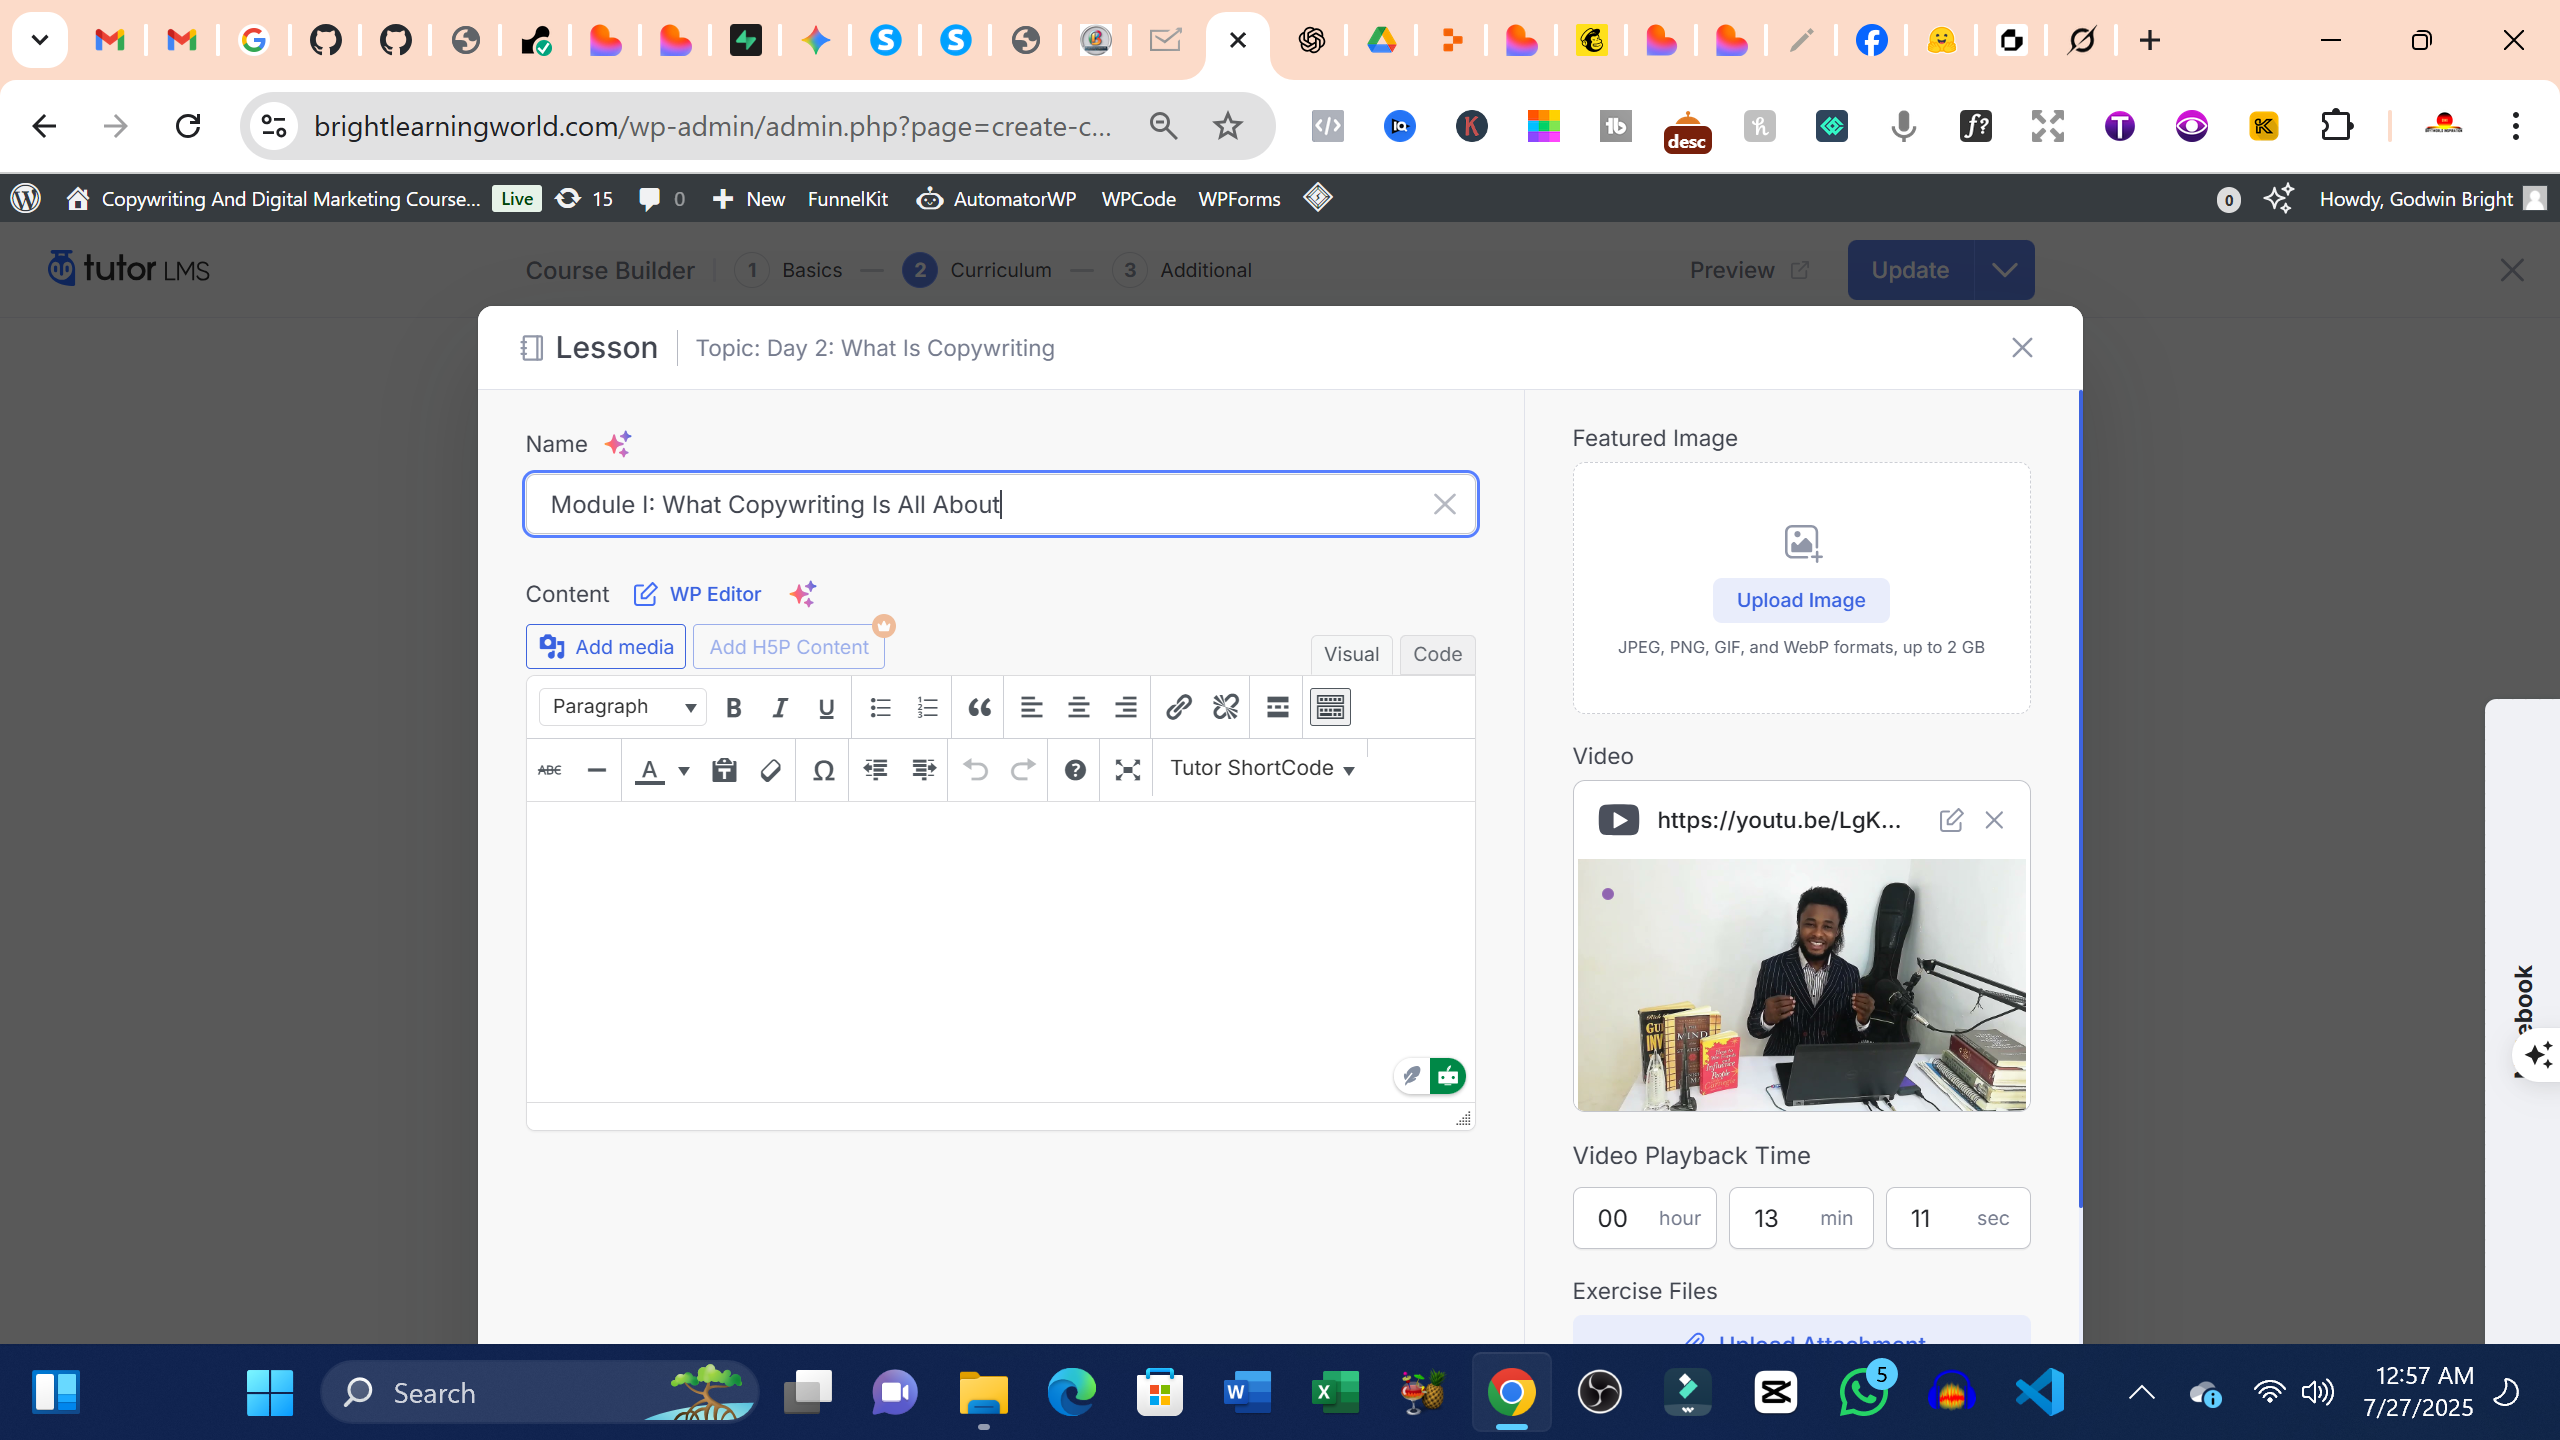 brightlearningworld.com/wp-admin/admin.php?page=create-c...
desc
Copywriting And Digital Marketing Course... Live 15 0 New FunnelKit AutomatorWP WPCode WPForms 0 Howdy, Godwin Bright
tutor LMS Course Builder 1 Basics 2 Curriculum 3 Additional Preview Update
Lesson Topic: Day 2: What Is Copywriting
Name
Module I: What Copywriting Is All About
Content WP Editor
Add media Add H5P Content
Visual Code
Paragraph B I U
ABC A Ω Tutor ShortCode
Featured Image
Upload Image
JPEG, PNG, GIF, and WebP formats, up to 2 GB
Video
https://youtu.be/LgK...
Video Playback Time
00 hour 13 min 11 sec
Exercise Files
Upload Attachment
Search
5
12:57 AM
7/27/2025